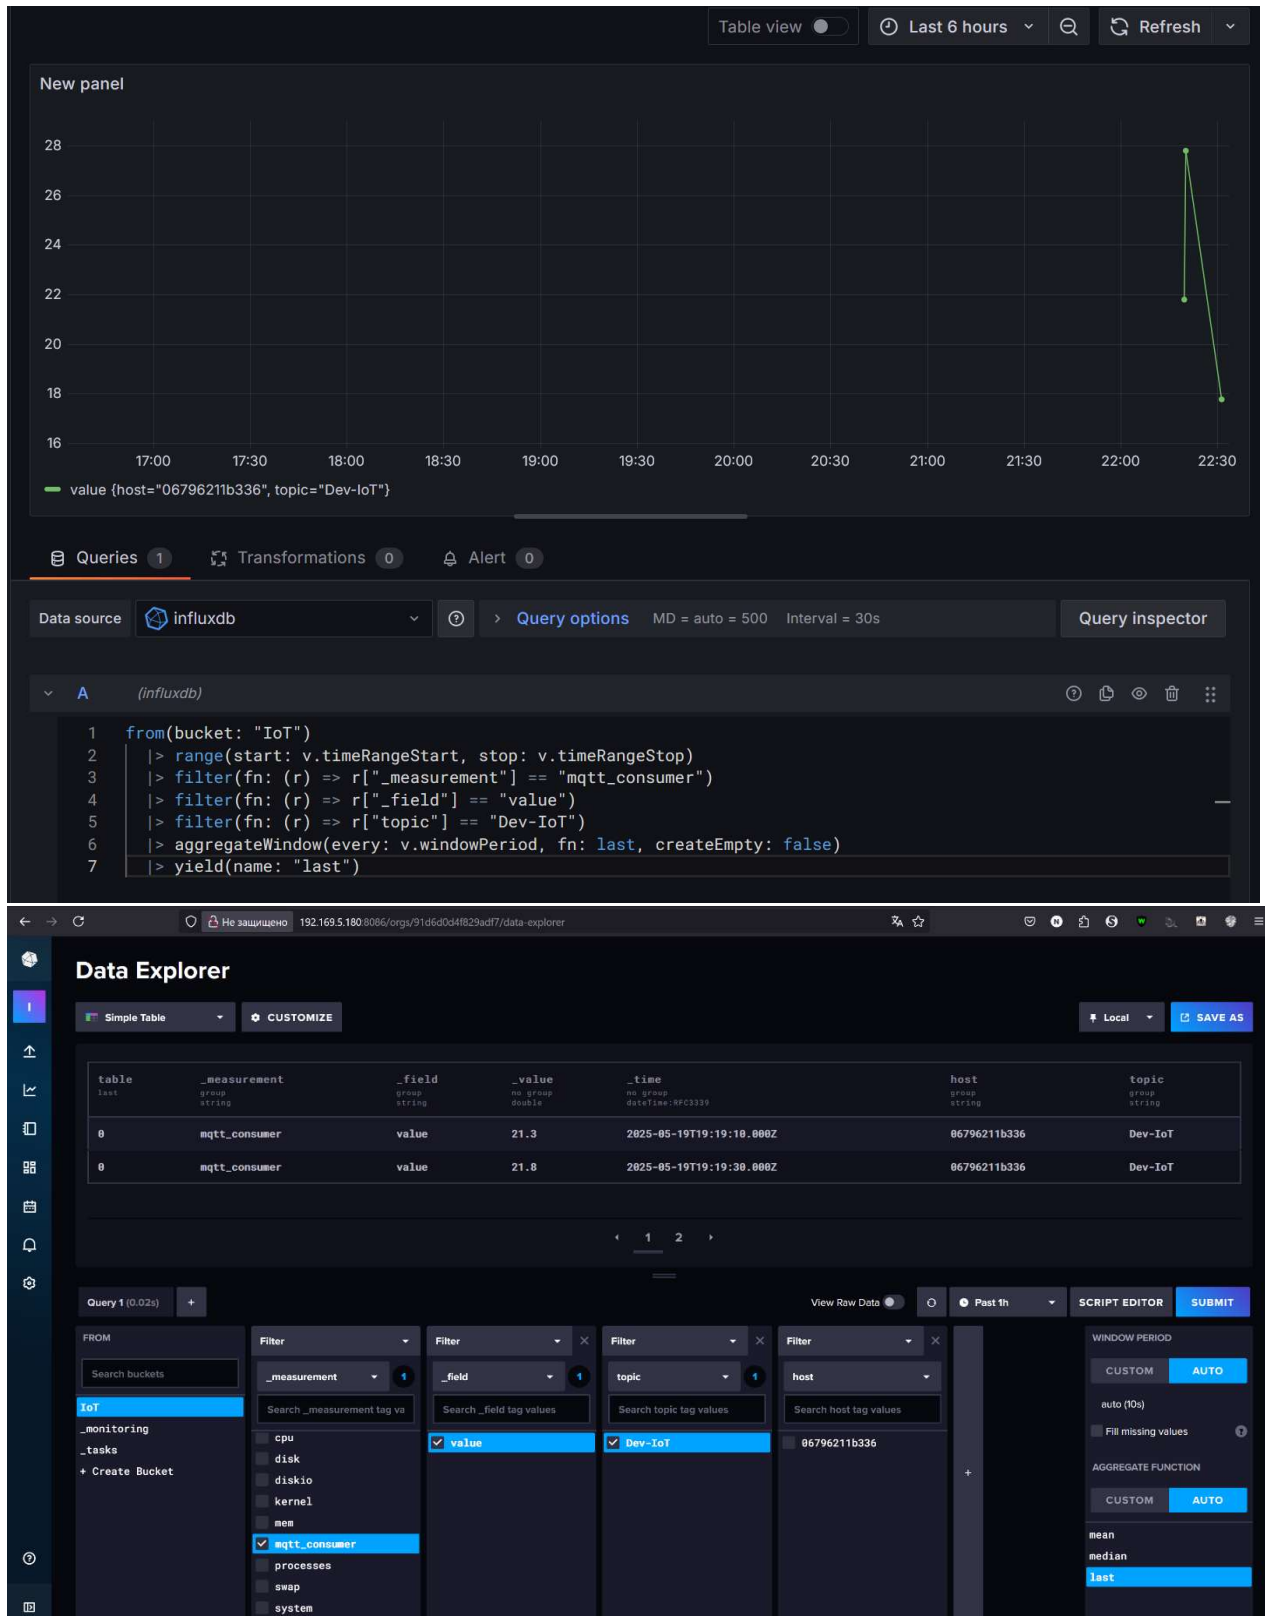 Table view
Last 6 hours
Refresh
New panel
28
26
24
22
20
18
16
17:00 17:30 18:00 18:30 19:00 19:30 20:00 20:30 21:00 21:30 22:00 22:30
value {host="06796211b336", topic="Dev-IoT"}
Queries 1 Transformations 0 Alert 0
Data source influxdb Query options MD = auto = 500 Interval = 30s Query inspector
A (influxdb)
1 from(bucket: "IoT")
2 |> range(start: v.timeRangeStart, stop: v.timeRangeStop)
3 |> filter(fn: (r) => r["_measurement"] == "mqtt_consumer")
4 |> filter(fn: (r) => r["_field"] == "value")
5 |> filter(fn: (r) => r["topic"] == "Dev-IoT")
6 |> aggregateWindow(every: v.windowPeriod, fn: last, createEmpty: false)
7 |> yield(name: "last")
Не защищено 192.169.5.180:8086/orgs/91d6d0d4f829adf7/data-explorer
Data Explorer
I
Simple Table CUSTOMIZE Local SAVE AS
table _measurement _field _value _time host topic
last group group no group no group group group
string string double dateTime:RFC3339 string string
0 mqtt_consumer value 21.3 2025-05-19T19:19:10.000Z 06796211b336 Dev-IoT
0 mqtt_consumer value 21.8 2025-05-19T19:19:30.000Z 06796211b336 Dev-IoT
1 2
Query 1 (0.02s) + View Raw Data Past 1h SCRIPT EDITOR SUBMIT
FROM
Search buckets
IoT
_monitoring
_tasks
+ Create Bucket
Filter
_measurement 1
Search _measurement tag va
cpu
disk
diskio
kernel
mem
mqtt_consumer
processes
swap
system
Filter
_field 1
Search _field tag values
value
Filter
topic 1
Search topic tag values
Dev-IoT
Filter
host
Search host tag values
06796211b336
+
WINDOW PERIOD
CUSTOM AUTO
auto (10s)
Fill missing values
AGGREGATE FUNCTION
CUSTOM AUTO
mean
median
last